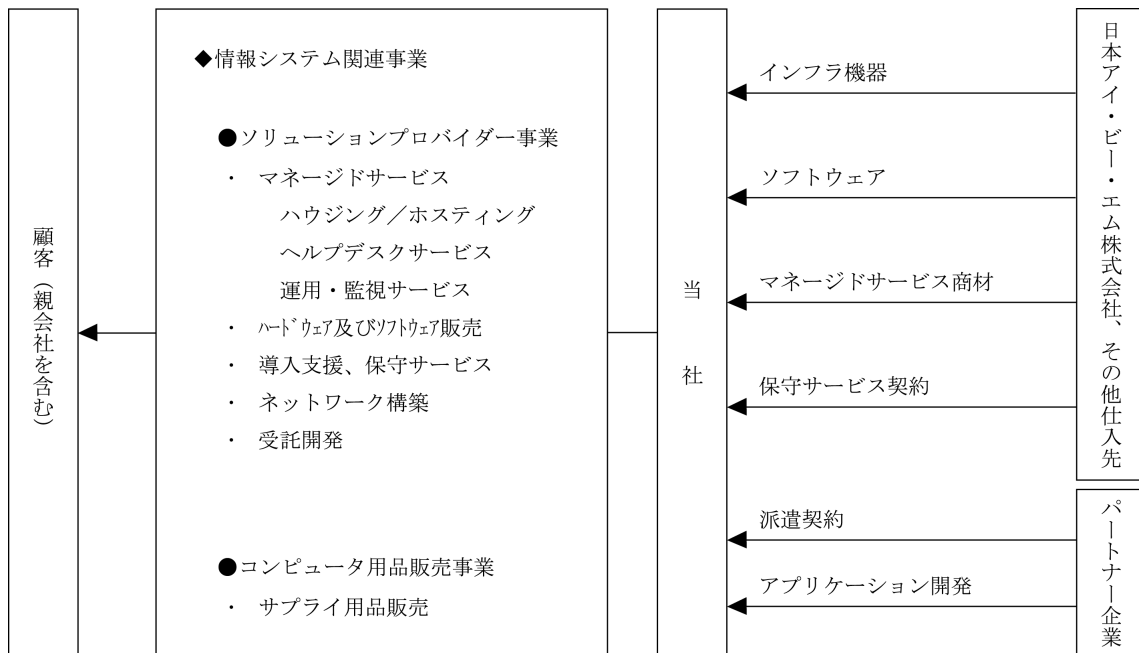 顧客（親会社を含む）
◆情報システム関連事業
●ソリューションプロバイダー事業
・ マネージドサービス
ハウジング／ホスティング
ヘルプデスクサービス
運用・監視サービス
・ ﾊｰﾄﾞｳｪｱ及びｿﾌﾄｳｪｱ販売
・ 導入支援、保守サービス
・ ネットワーク構築
・ 受託開発
●コンピュータ用品販売事業
・ サプライ用品販売
当社
インフラ機器
ソフトウェア
マネージドサービス商材
保守サービス契約
派遣契約
アプリケーション開発
日本アイ・ビー・エム株式会社、その他仕入先
パートナー企業